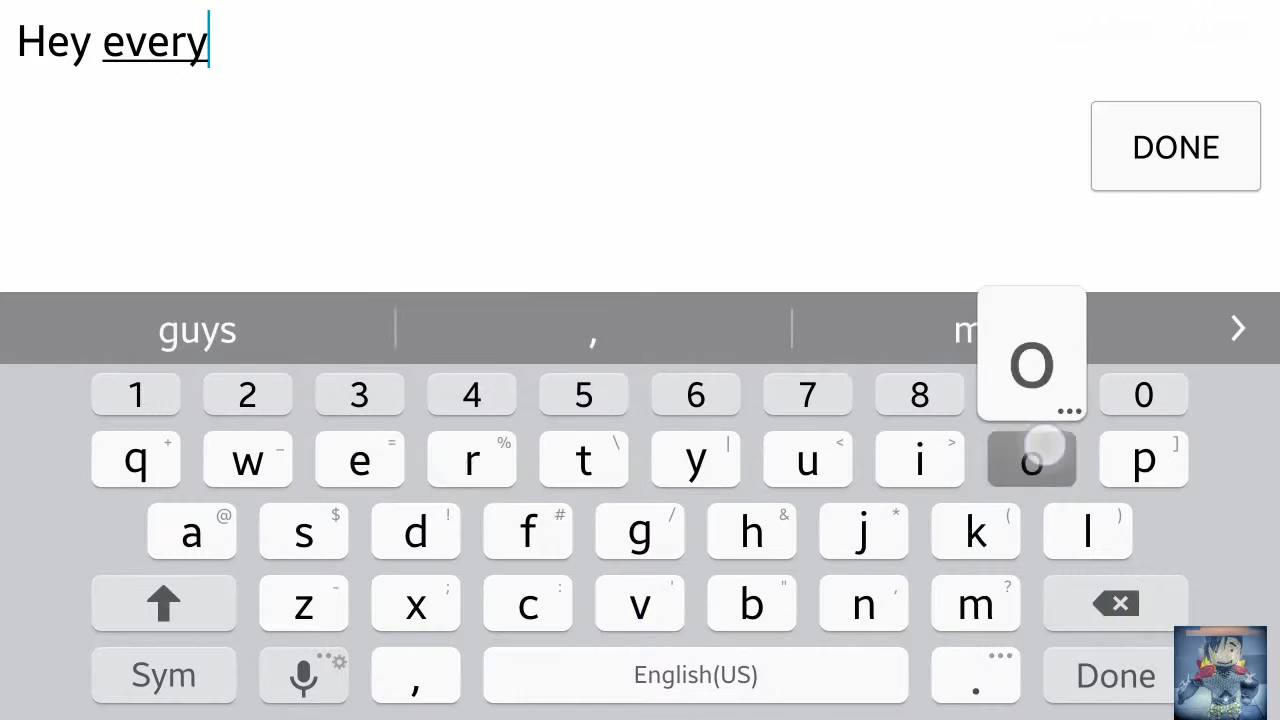 Hey every
DONE
guys , m
O
1 2 3 4 5 6 7 8 0
q + w _ e = r % t \ y | u < i > o p ]
a @ s $ d ! f # g / h & j * k ( l )
z - x ; c : v ' b " n , m ?
Sym , English(US) . Done